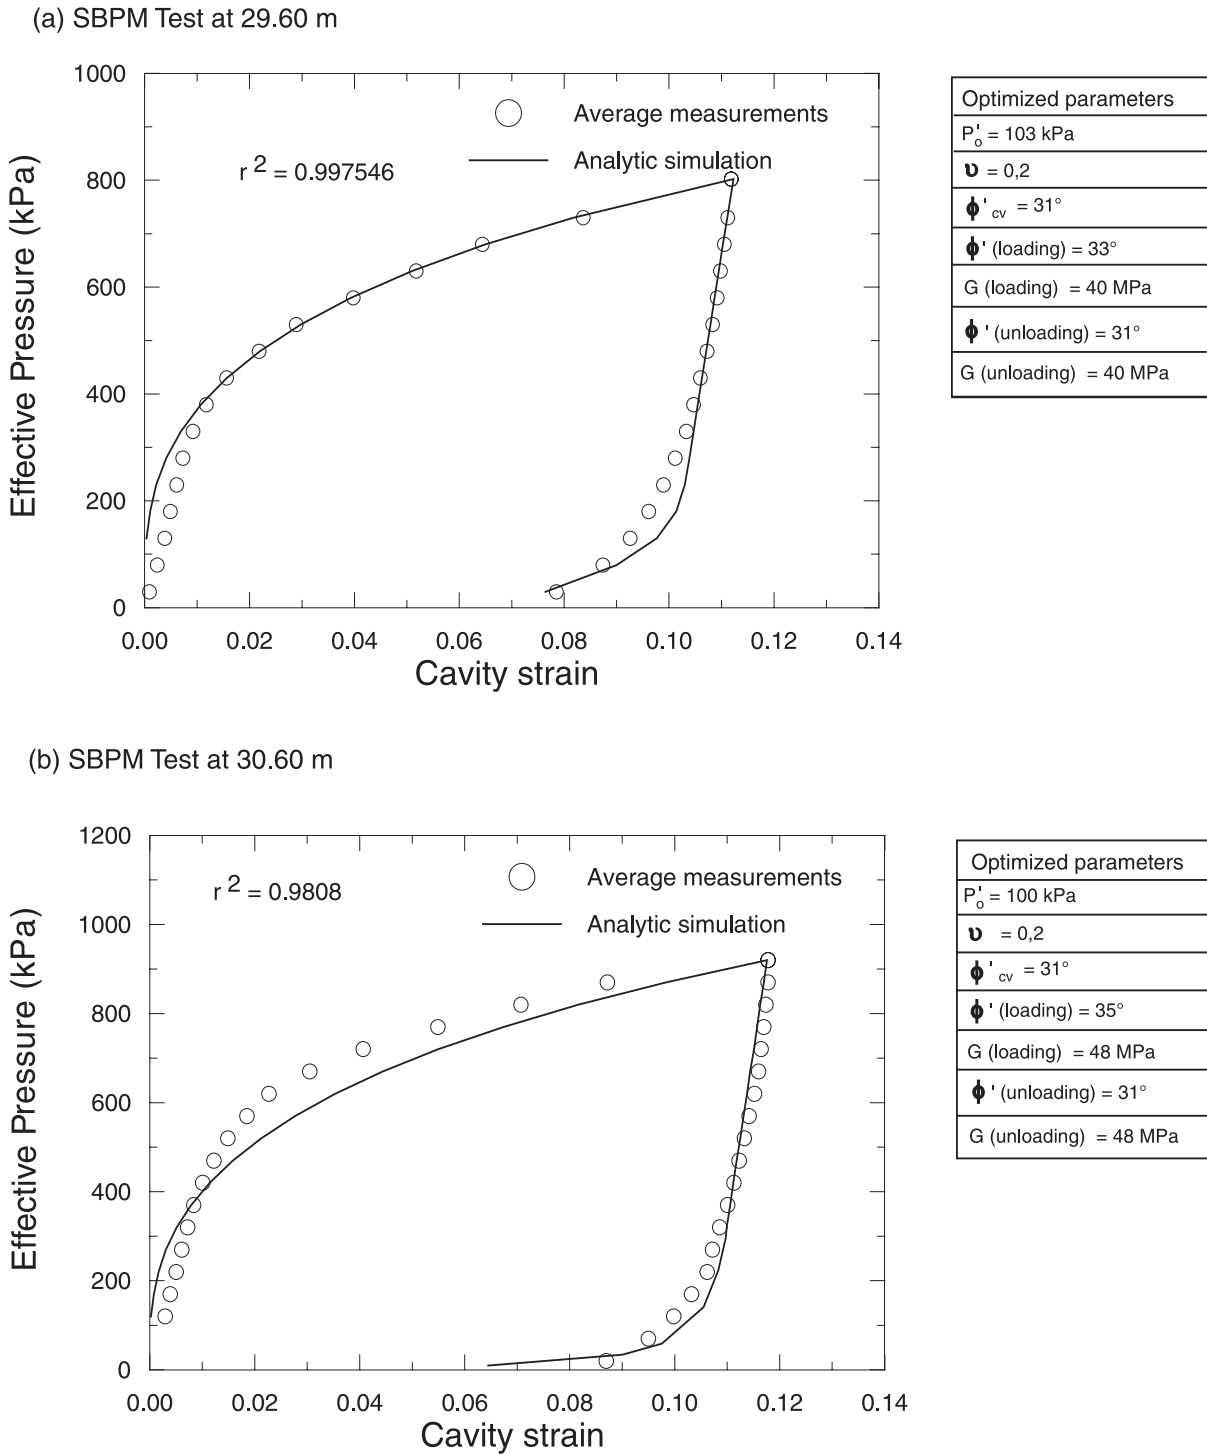 (a) SBPM Test at 29.60 m
1000
800
600
400
200
0
Effective Pressure (kPa)
r 2 = 0.997546
Average measurements
Analytic simulation
0.00 0.02 0.04 0.06 0.08 0.10 0.12 0.14
Cavity strain
Optimized parameters
P'o = 103 kPa
υ = 0,2
ϕ' cv = 31°
ϕ' (loading) = 33°
G (loading) = 40 MPa
ϕ' (unloading) = 31°
G (unloading) = 40 MPa
(b) SBPM Test at 30.60 m
1200
1000
800
600
400
200
0
Effective Pressure (kPa)
r 2 = 0.9808
Average measurements
Analytic simulation
0.00 0.02 0.04 0.06 0.08 0.10 0.12 0.14
Cavity strain
Optimized parameters
P'o = 100 kPa
υ = 0,2
ϕ' cv = 31°
ϕ' (loading) = 35°
G (loading) = 48 MPa
ϕ' (unloading) = 31°
G (unloading) = 48 MPa